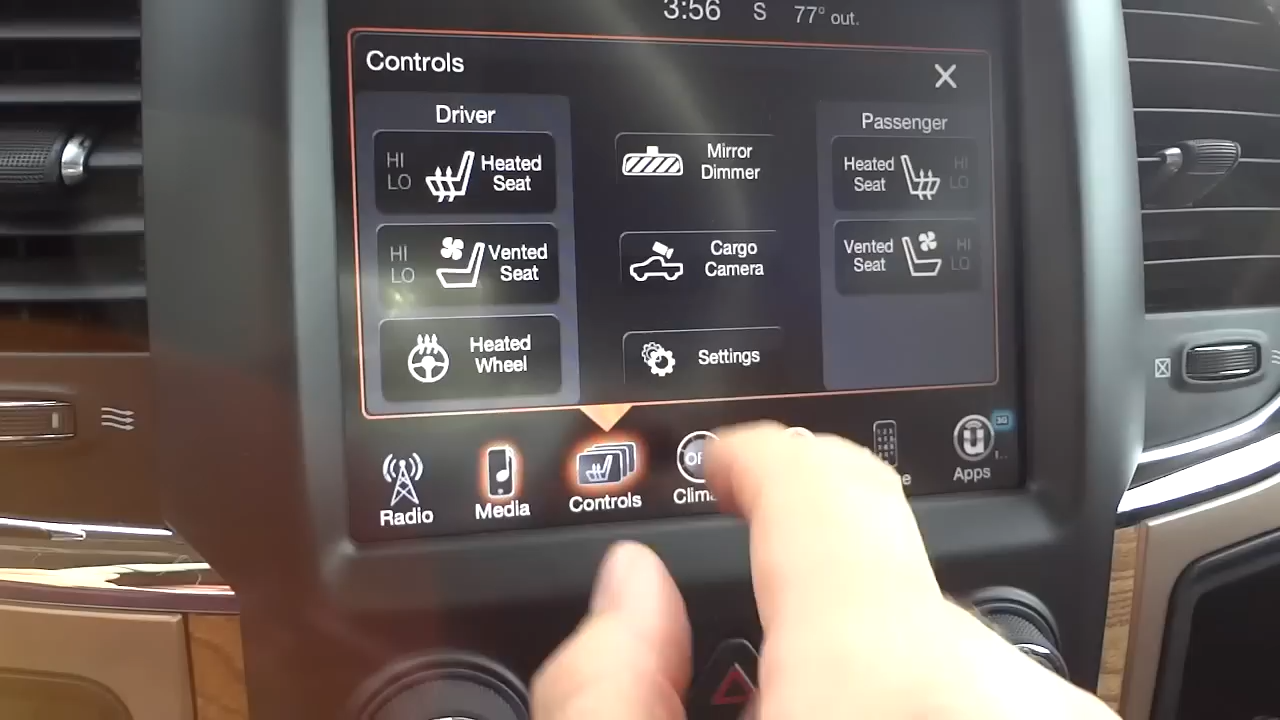 3:56 S 77° out.
Controls
Driver
Passenger
HI
LO
Heated
Seat
Mirror
Dimmer
Heated
Seat
HI
LO
HI
LO
Vented
Seat
Cargo
Camera
Vented
Seat
HI
LO
Heated
Wheel
Settings
3G
Radio
Media
Controls
Apps